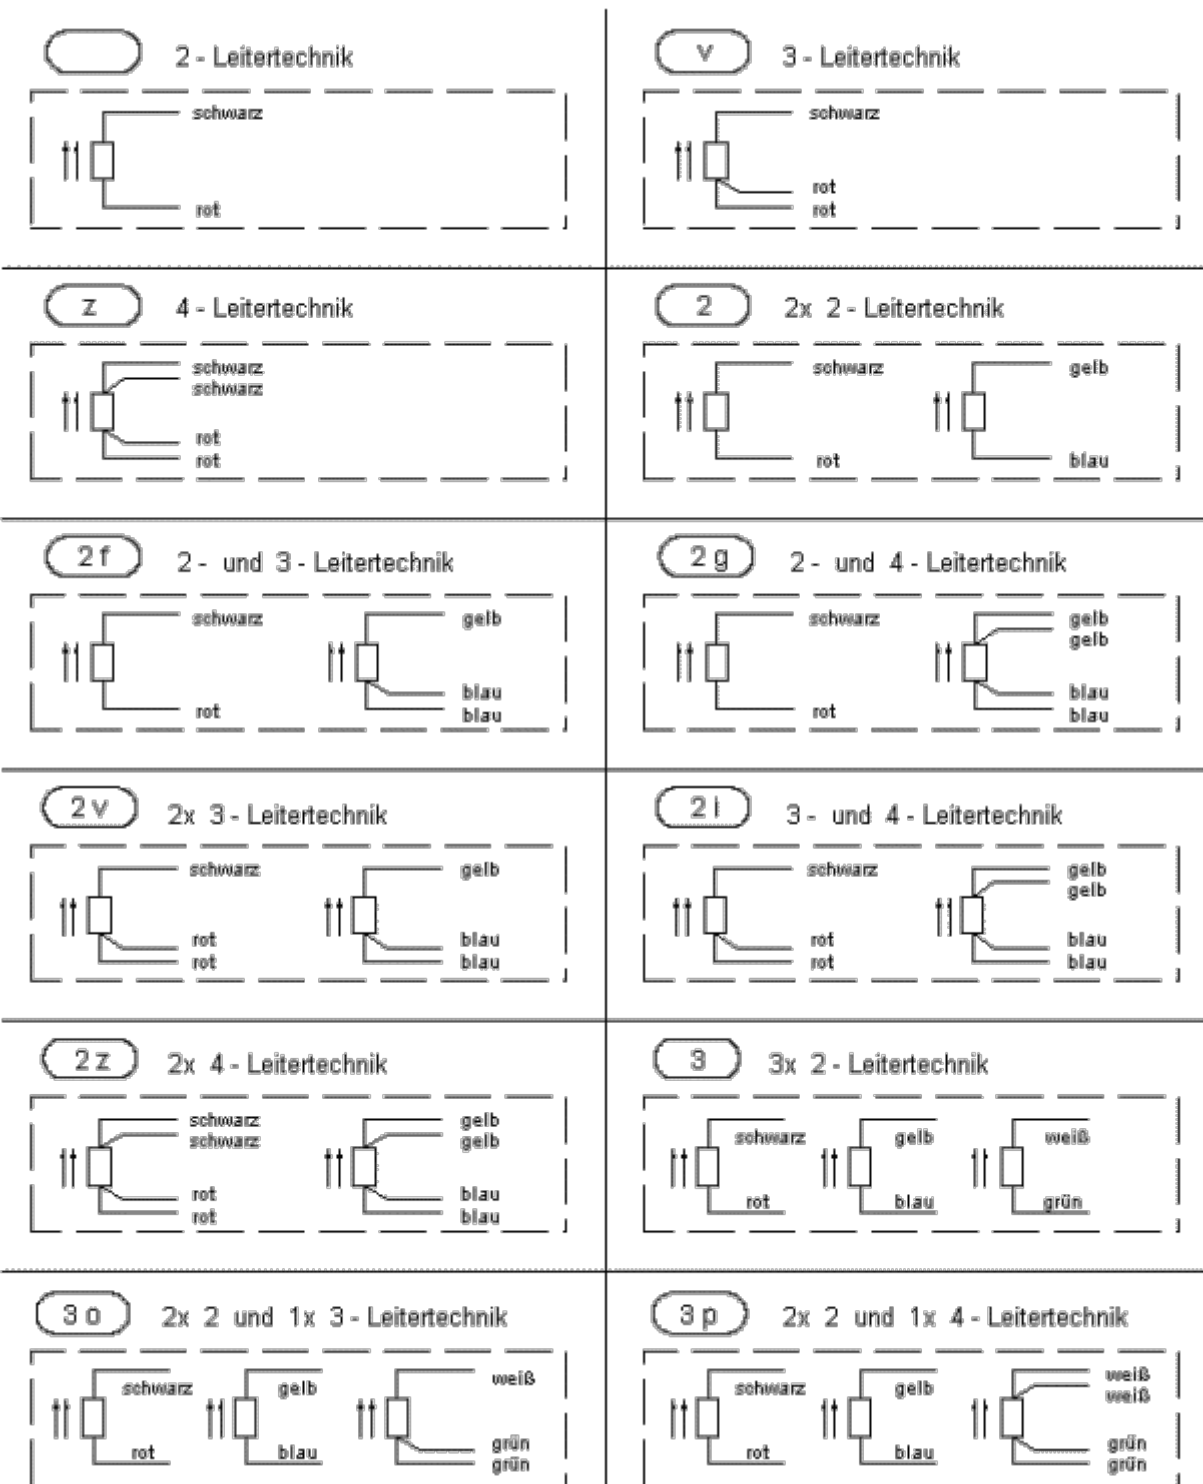 2 - Leitertechnik
schwarz
rot
v 3 - Leitertechnik
schwarz
rot
rot
z 4 - Leitertechnik
schwarz
schwarz
rot
rot
2 2x 2 - Leitertechnik
schwarz gelb
rot blau
2 f 2 - und 3 - Leitertechnik
schwarz gelb
blau
rot blau
2 g 2 - und 4 - Leitertechnik
schwarz gelb
gelb
blau
rot blau
2 v 2x 3 - Leitertechnik
schwarz gelb
rot blau
rot blau
2 i 3 - und 4 - Leitertechnik
schwarz gelb
gelb
rot blau
rot blau
2 z 2x 4 - Leitertechnik
schwarz gelb
schwarz gelb
rot blau
rot blau
3 3x 2 - Leitertechnik
schwarz gelb weiß
rot blau grün
3 o 2x 2 und 1x 3 - Leitertechnik
schwarz gelb weiß
grün
rot blau grün
3 p 2x 2 und 1x 4 - Leitertechnik
weiß
schwarz gelb weiß
grün
rot blau grün